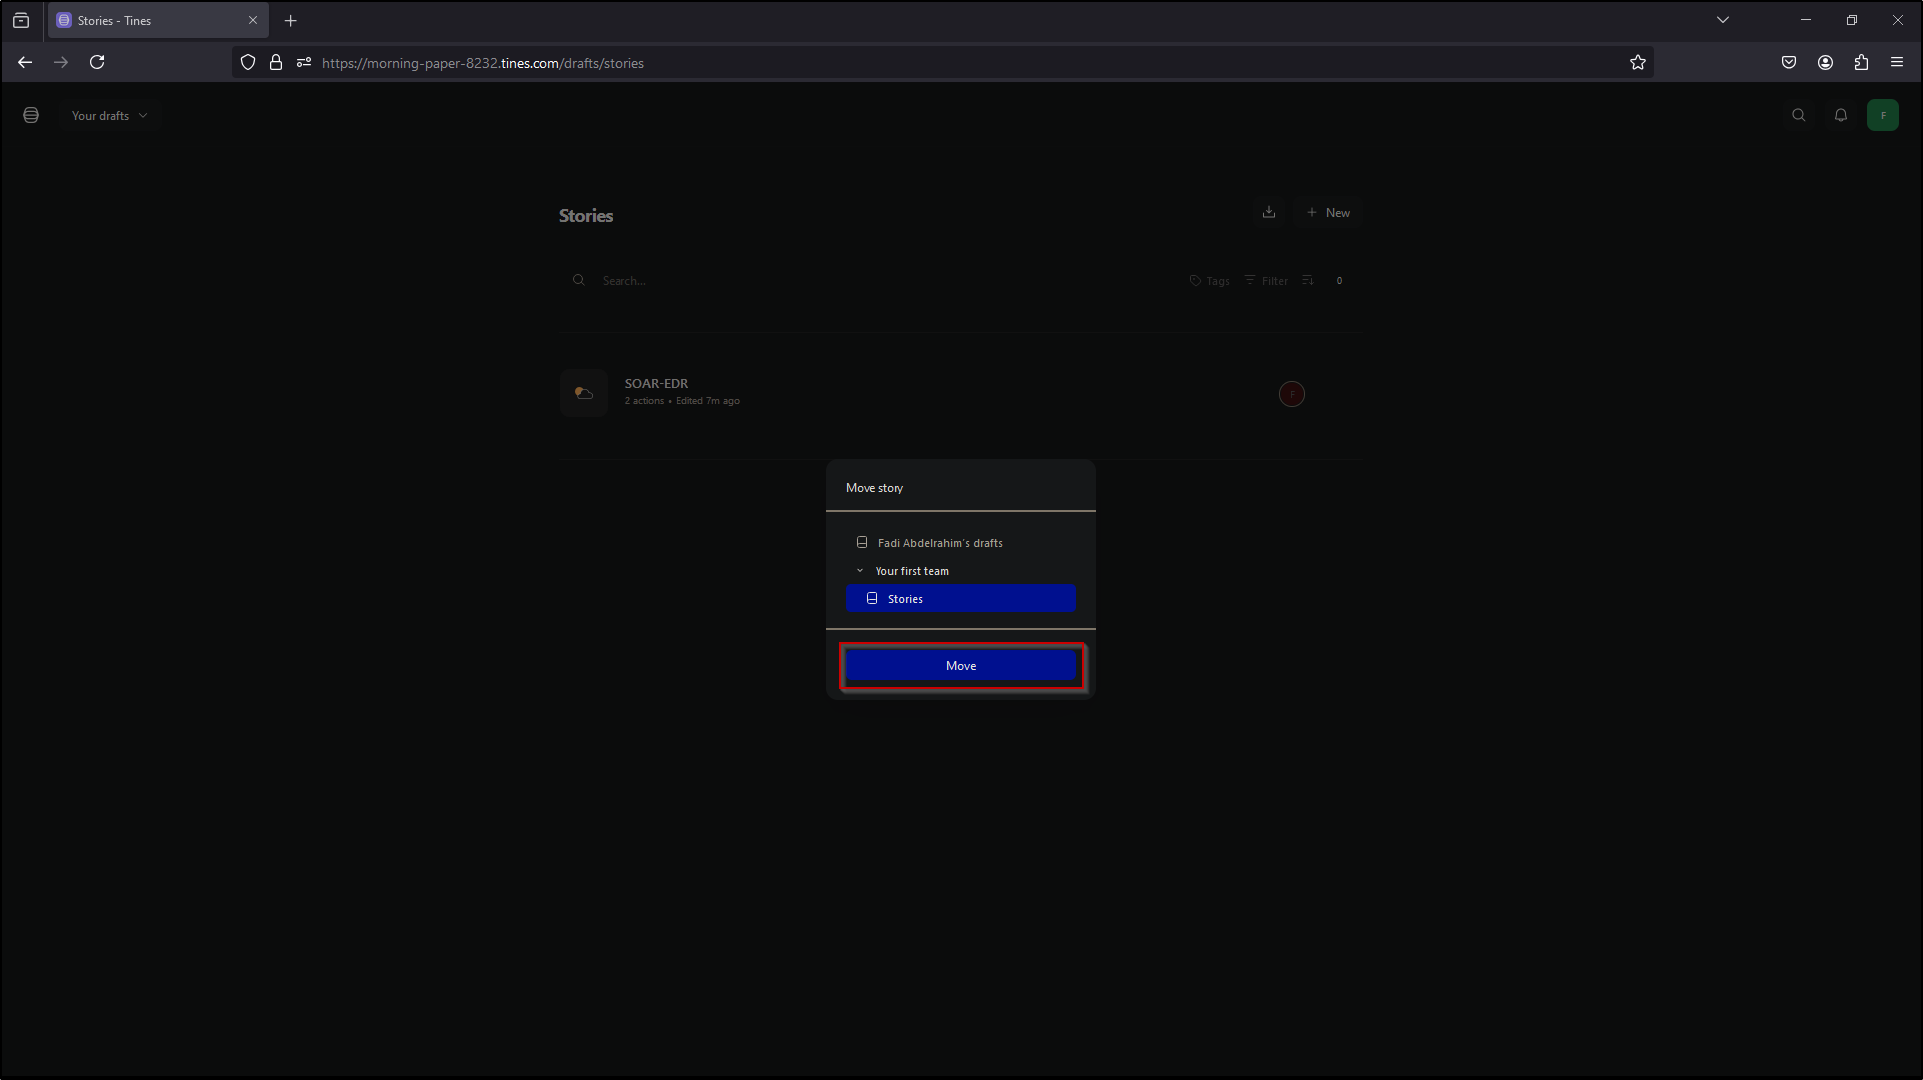 Stories - Tines
https://morning-paper-8232.tines.com/drafts/stories
Your drafts
F
Stories
New
Search...
Tags
Filter
0
SOAR-EDR
2 actions • Edited 7m ago
F
Move story
Fadi Abdelrahim's drafts
Your first team
Stories
Move